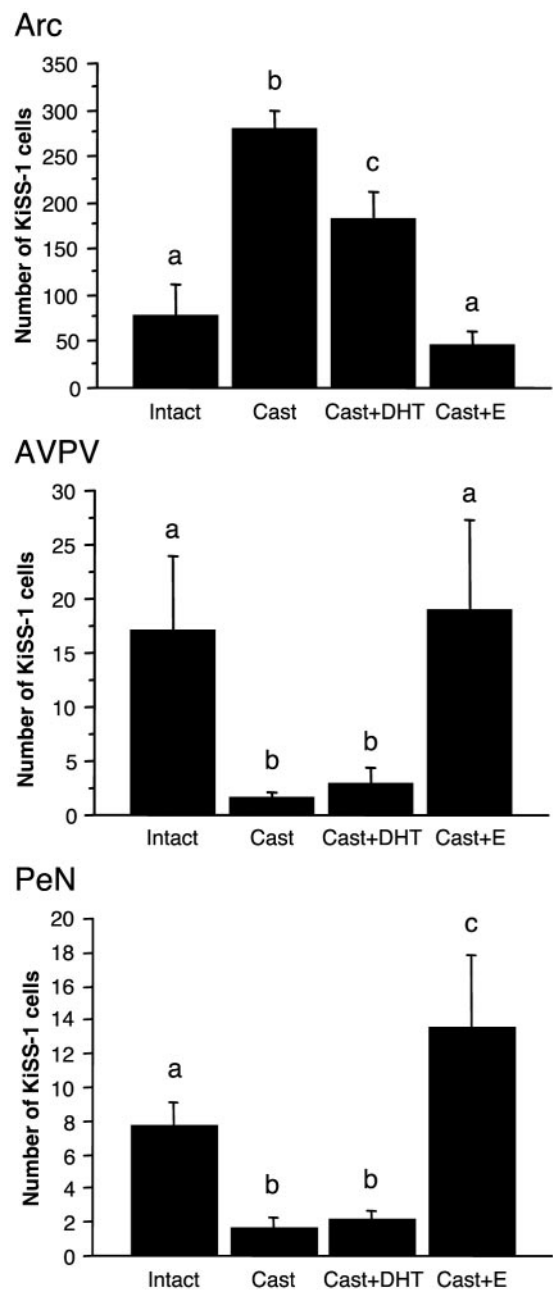 Arc
Number of KiSS-1 cells
350
300
250
200
150
100
50
0
a
b
c
a
Intact Cast Cast+DHT Cast+E
AVPV
Number of KiSS-1 cells
30
25
20
15
10
5
0
a
b
b
a
Intact Cast Cast+DHT Cast+E
PeN
Number of KiSS-1 cells
20
18
16
14
12
10
8
6
4
2
0
a
b
b
c
Intact Cast Cast+DHT Cast+E